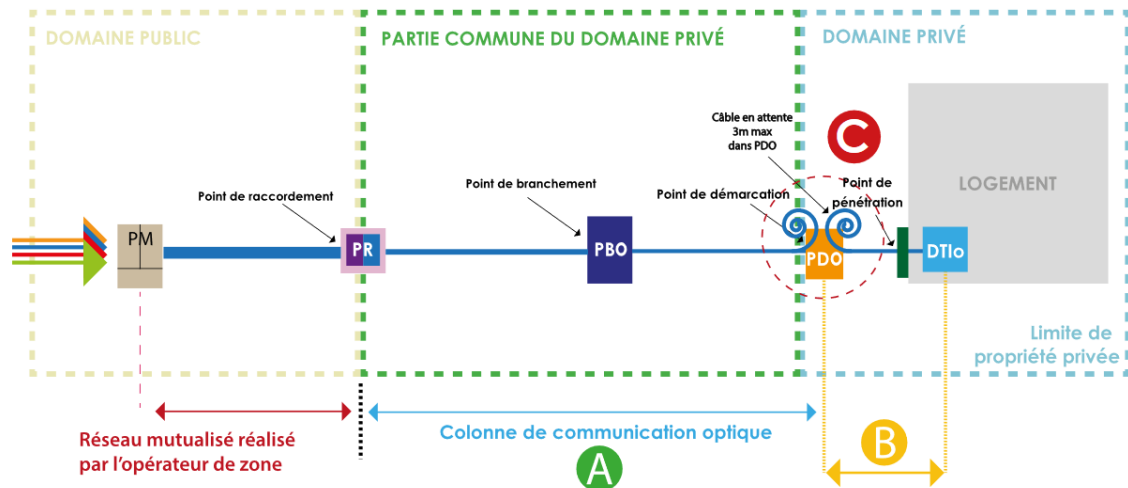 DOMAINE PUBLIC
PARTIE COMMUNE DU DOMAINE PRIVÉ
DOMAINE PRIVÉ
Câble en attente
3m max
dans PDO
C
Point de raccordement
Point de branchement
Point de démarcation
Point de
pénétration
LOGEMENT
PM
PR
PBO
PDO
DTIo
Limite de
propriété privée
Réseau mutualisé réalisé
par l'opérateur de zone
Colonne de communication optique
A
B